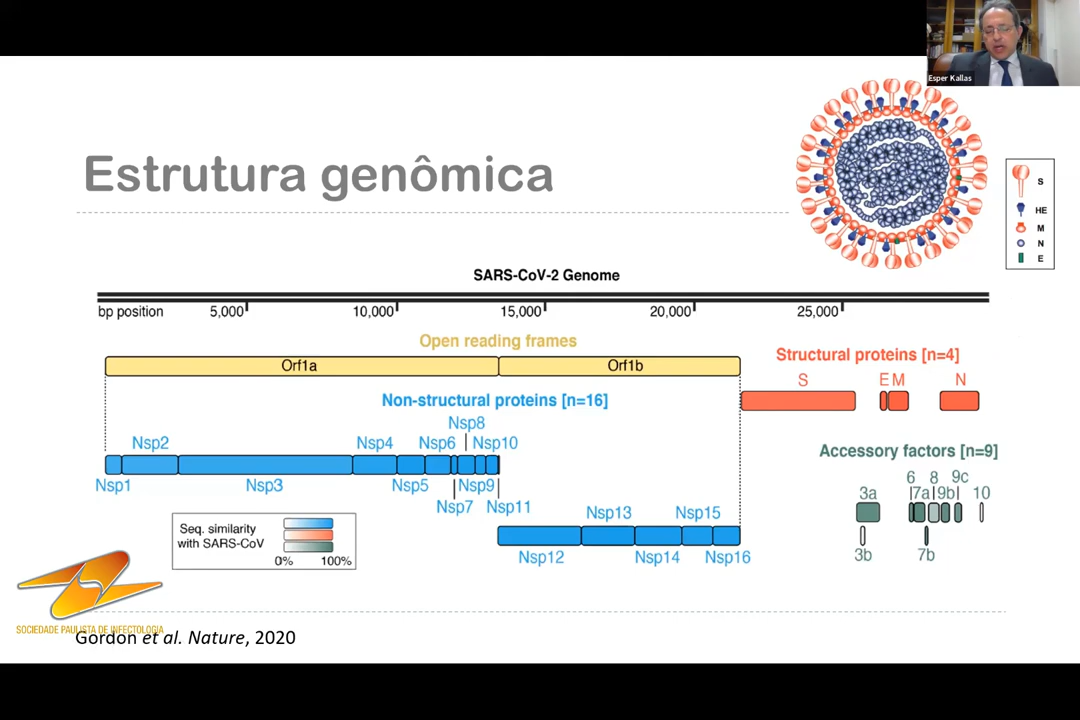 Esper Kallas
Estrutura genômica
S
HE
M
N
E
SARS-CoV-2 Genome
bp position 5,000 10,000 15,000 20,000 25,000
Open reading frames
Orf1a Orf1b
Structural proteins [n=4]
S E M N
Non-structural proteins [n=16]
Nsp8
Nsp2 Nsp4 Nsp6 Nsp10
Nsp1 Nsp3 Nsp5 Nsp9
Nsp7 Nsp11
Nsp13 Nsp15
Nsp12 Nsp14 Nsp16
Accessory factors [n=9]
6 8 9c
3a 7a 9b 10
3b 7b
Seq. similarity
with SARS-CoV
0% 100%
SOCIEDADE PAULISTA DE INFECTOLOGIA
Gordon et al. Nature, 2020